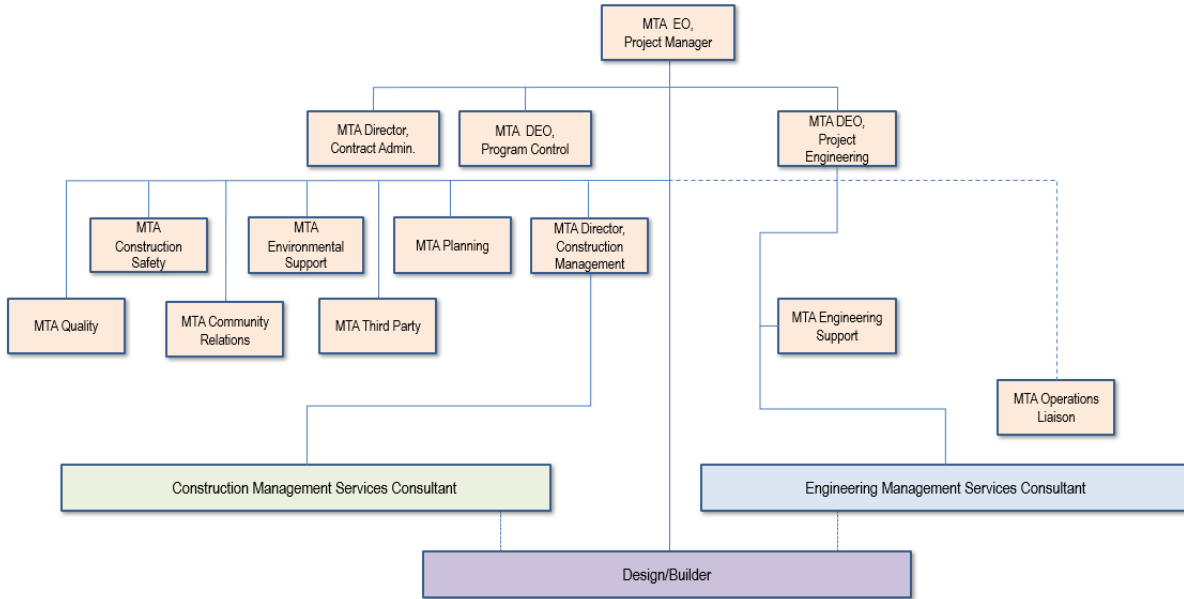 MTA EO,
Project Manager
MTA Director,
Contract Admin.
MTA DEO,
Program Control
MTA DEO,
Project
Engineering
MTA
Construction
Safety
MTA
Environmental
Support
MTA Planning
MTA Director,
Construction
Management
MTA Quality
MTA Community
Relations
MTA Third Party
MTA Engineering
Support
MTA Operations
Liaison
Construction Management Services Consultant
Engineering Management Services Consultant
Design/Builder